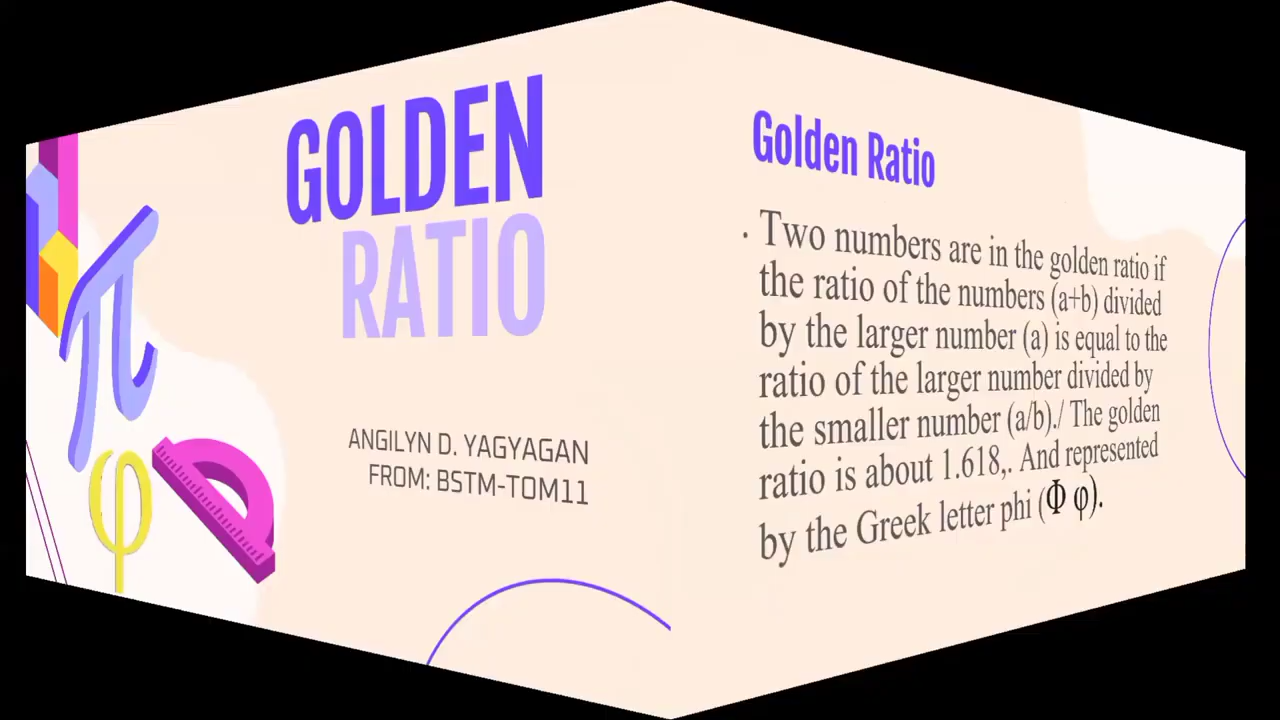 GOLDEN
RATIO
ANGILYN D. YAGYAGAN
FROM: BSTM-TOM11
Golden Ratio
. Two numbers are in the golden ratio if
the ratio of the numbers (a+b) divided
by the larger number (a) is equal to the
ratio of the larger number divided by
the smaller number (a/b)./ The golden
ratio is about 1.618,. And represented
by the Greek letter phi (Φ φ).